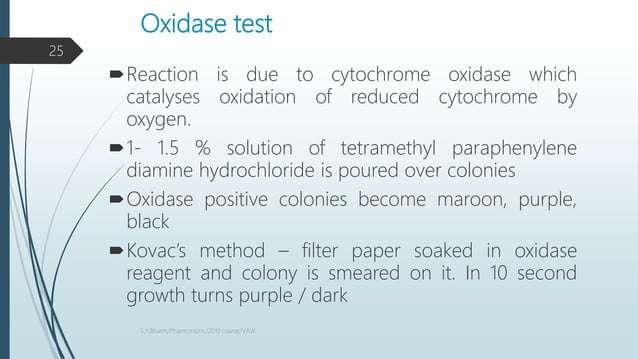 Oxidase test
25
Reaction is due to cytochrome oxidase which
catalyses oxidation of reduced cytochrome by
oxygen.
1- 1.5 % solution of tetramethyl paraphenylene
diamine hydrochloride is poured over colonies
Oxidase positive colonies become maroon, purple,
black
Kovac's method – filter paper soaked in oxidase
reagent and colony is smeared on it. In 10 second
growth turns purple / dark